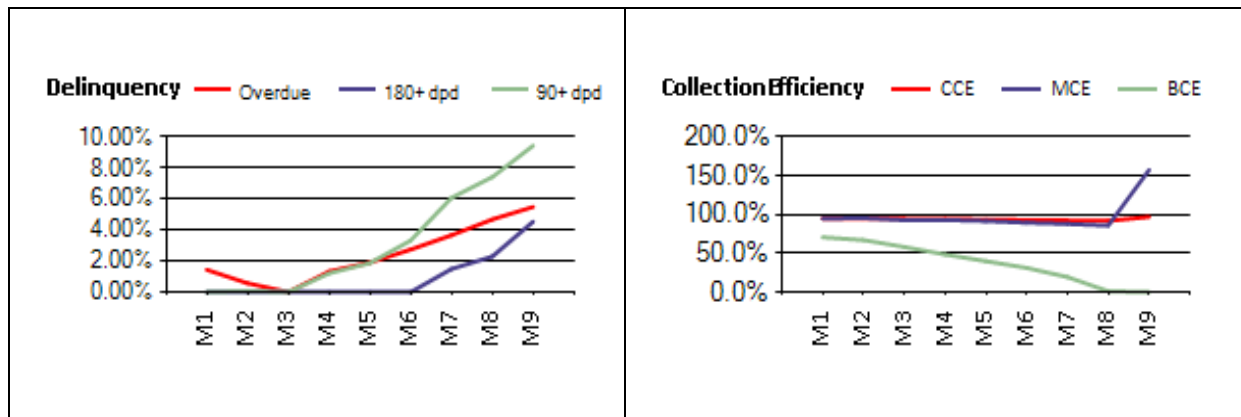 Delinquency Overdue 180+ dpd 90+ dpd
10.00%
8.00%
6.00%
4.00%
2.00%
0.00%
M1 M2 M3 M4 M5 M6 M7 M8 M9
CollectionEfficiency CCE MCE BCE
200.0%
150.0%
100.0%
50.0%
0.0%
M1 M2 M3 M4 M5 M6 M7 M8 M9